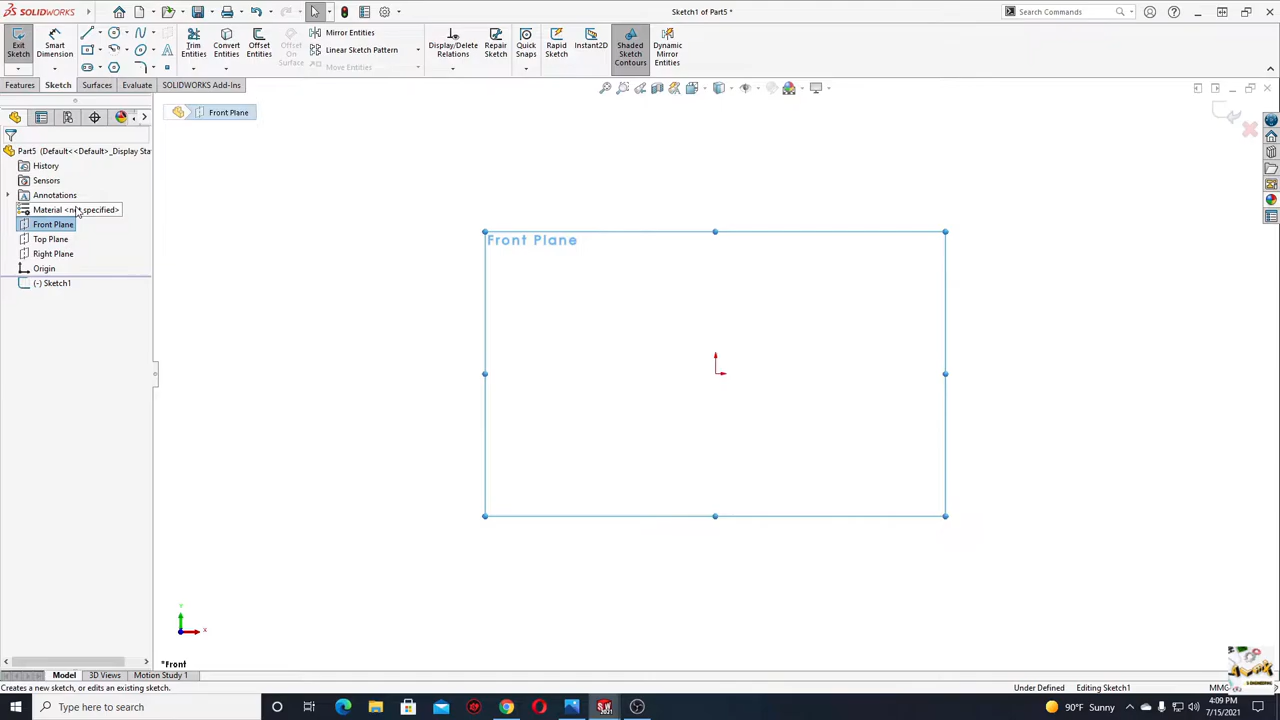 SOLIDWORKS
Sketch1 of Part5 *
Search Commands
Exit Sketch
Smart Dimension
Trim Entities
Convert Entities
Offset Entities
Offset On Surface
Mirror Entities
Linear Sketch Pattern
Move Entities
Display/Delete Relations
Repair Sketch
Quick Snaps
Rapid Sketch
Instant2D
Shaded Sketch Contours
Dynamic Mirror Entities
Features Sketch Surfaces Evaluate SOLIDWORKS Add-Ins
Front Plane
Part5 (Default<<Default>_Display Sta
History
Sensors
Annotations
Material <not specified>
Front Plane
Top Plane
Right Plane
Origin
(-) Sketch1
Front Plane
Y
X
*Front
Model 3D Views Motion Study 1
Creates a new sketch, or edits an existing sketch.
Under Defined Editing Sketch1
Type here to search
90°F Sunny
4:09 PM
7/15/2021